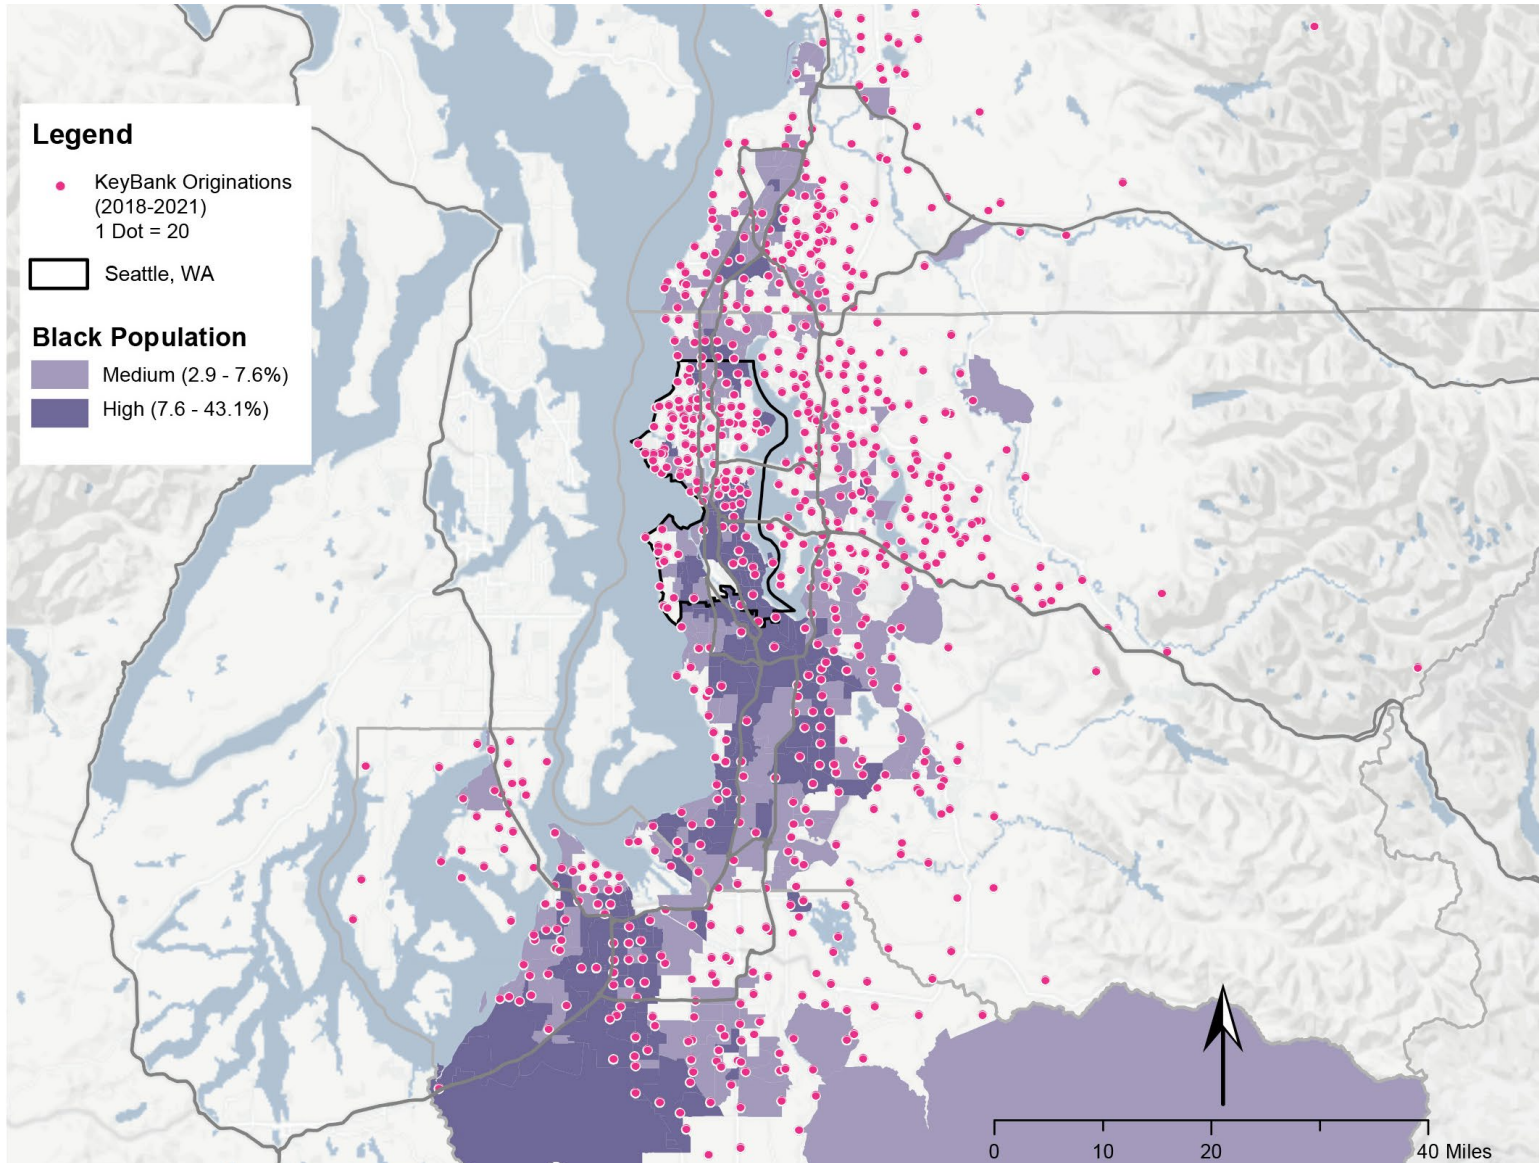 Legend
KeyBank Originations
(2018-2021)
1 Dot = 20
Seattle, WA
Black Population
Medium (2.9 - 7.6%)
High (7.6 - 43.1%)
0 10 20 40 Miles